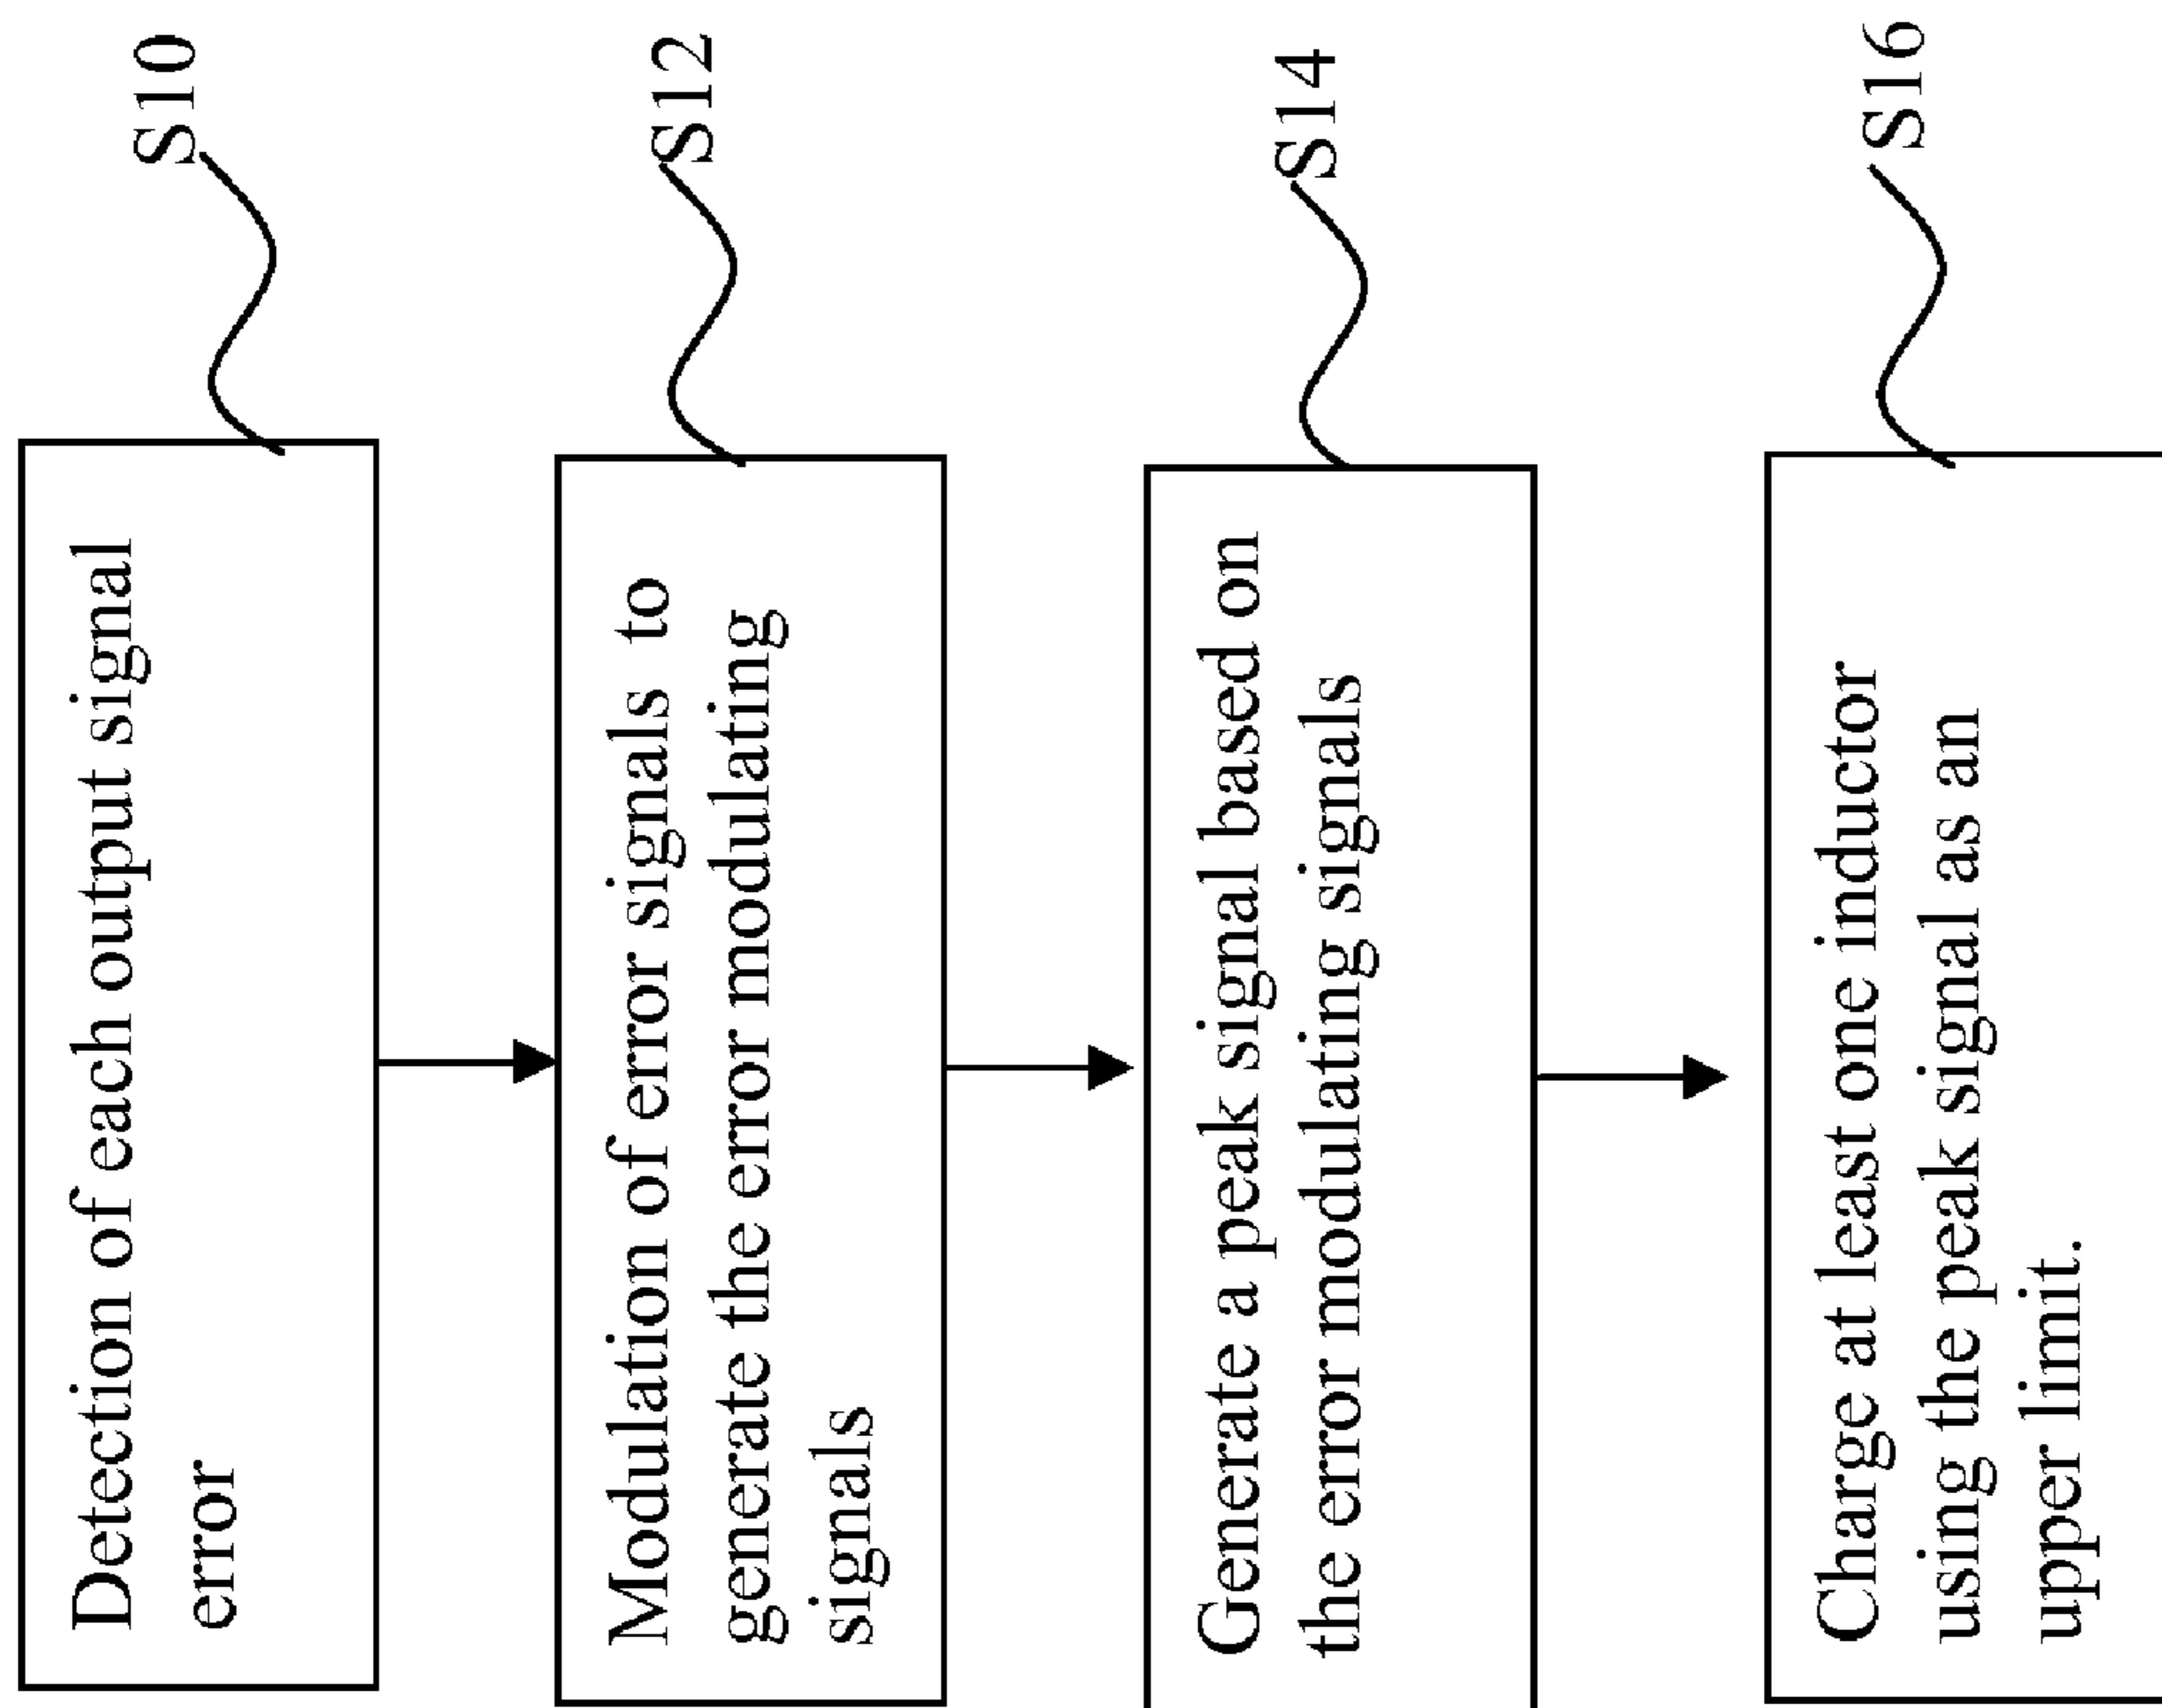 Detection of each output signal
error
S10
Modulation of error signals to
generate the error modulating
signals
S12
Generate a peak signal based on
the error modulating signals
S14
Charge at least one inductor
using the peak signal as an
upper limit.
S16